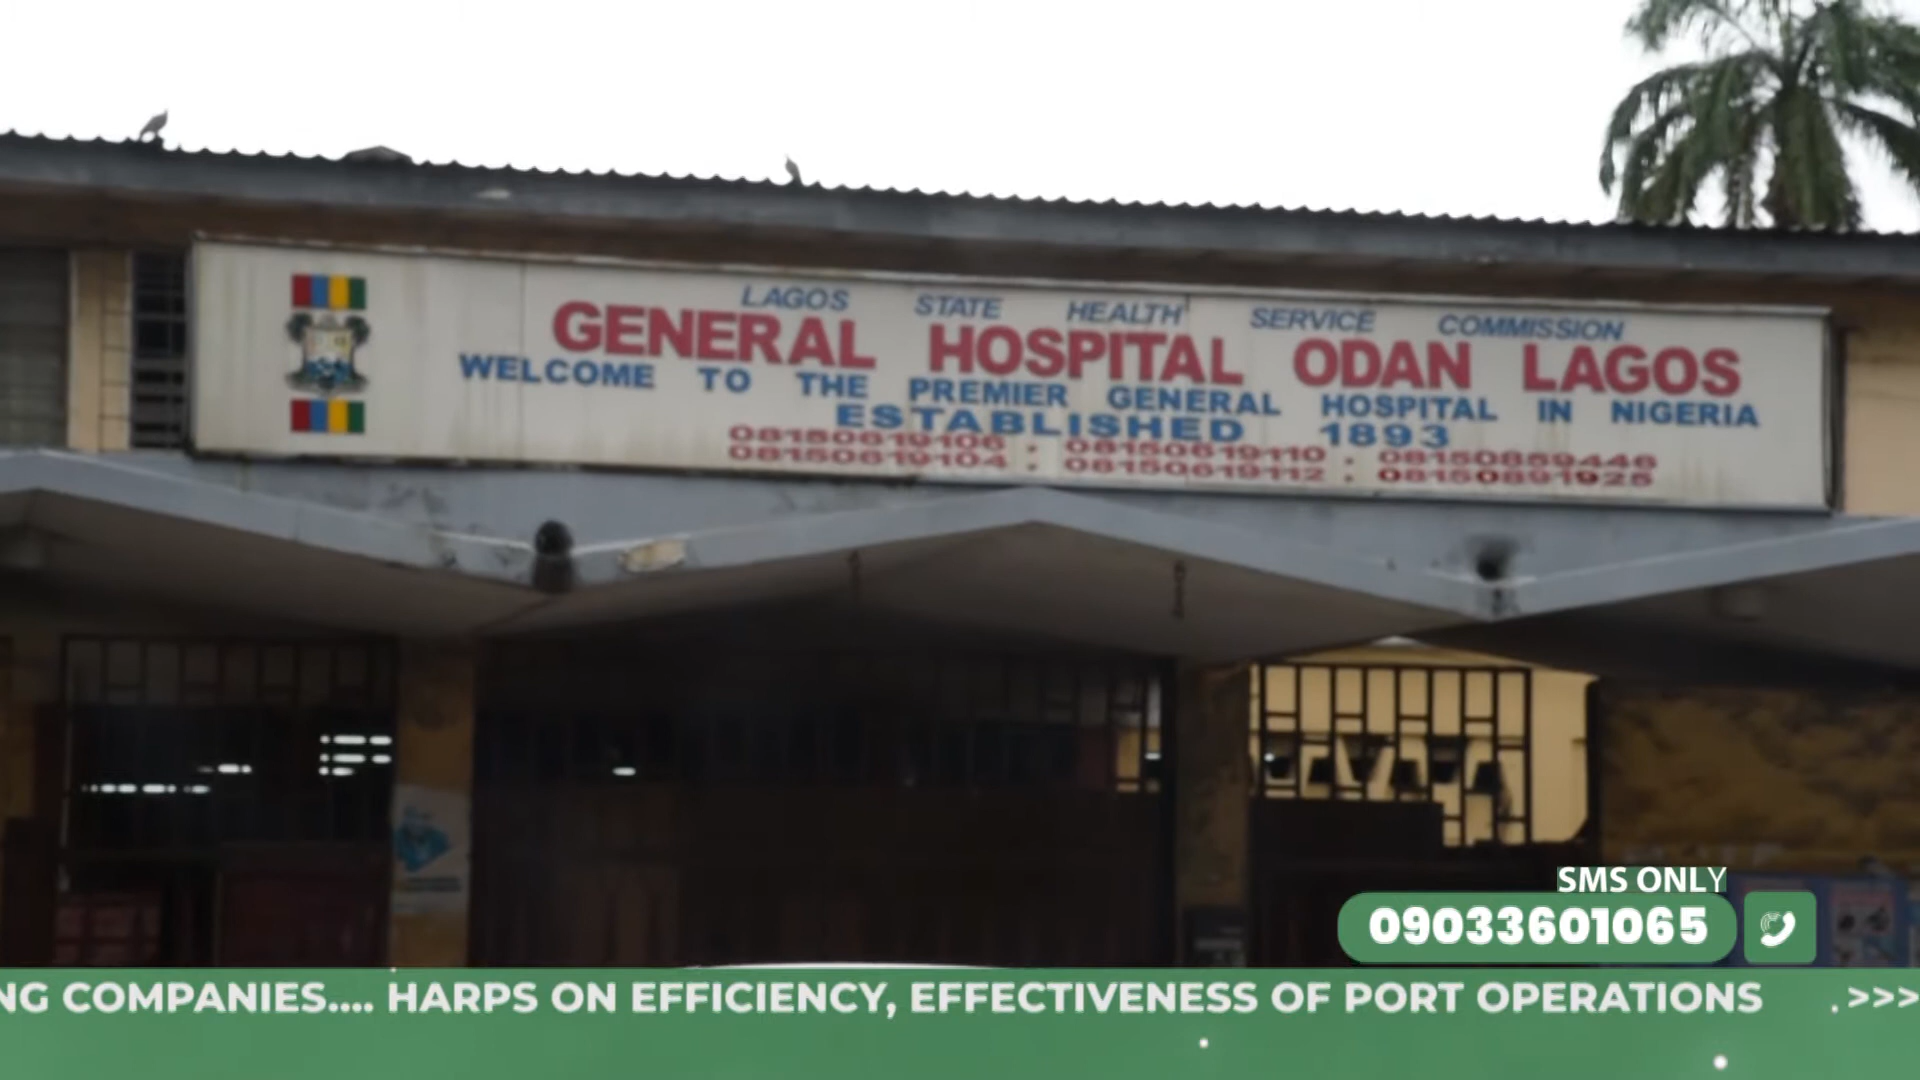 LAGOS STATE HEALTH SERVICE COMMISSION
GENERAL HOSPITAL ODAN LAGOS
WELCOME TO THE PREMIER GENERAL HOSPITAL IN NIGERIA
ESTABLISHED 1893
08150619106 : 08150619110 . 08150859446
08150619104 : 08150619112 . 08150891925
SMS ONLY
09033601065
NG COMPANIES.... HARPS ON EFFICIENCY, EFFECTIVENESS OF PORT OPERATIONS . >>>